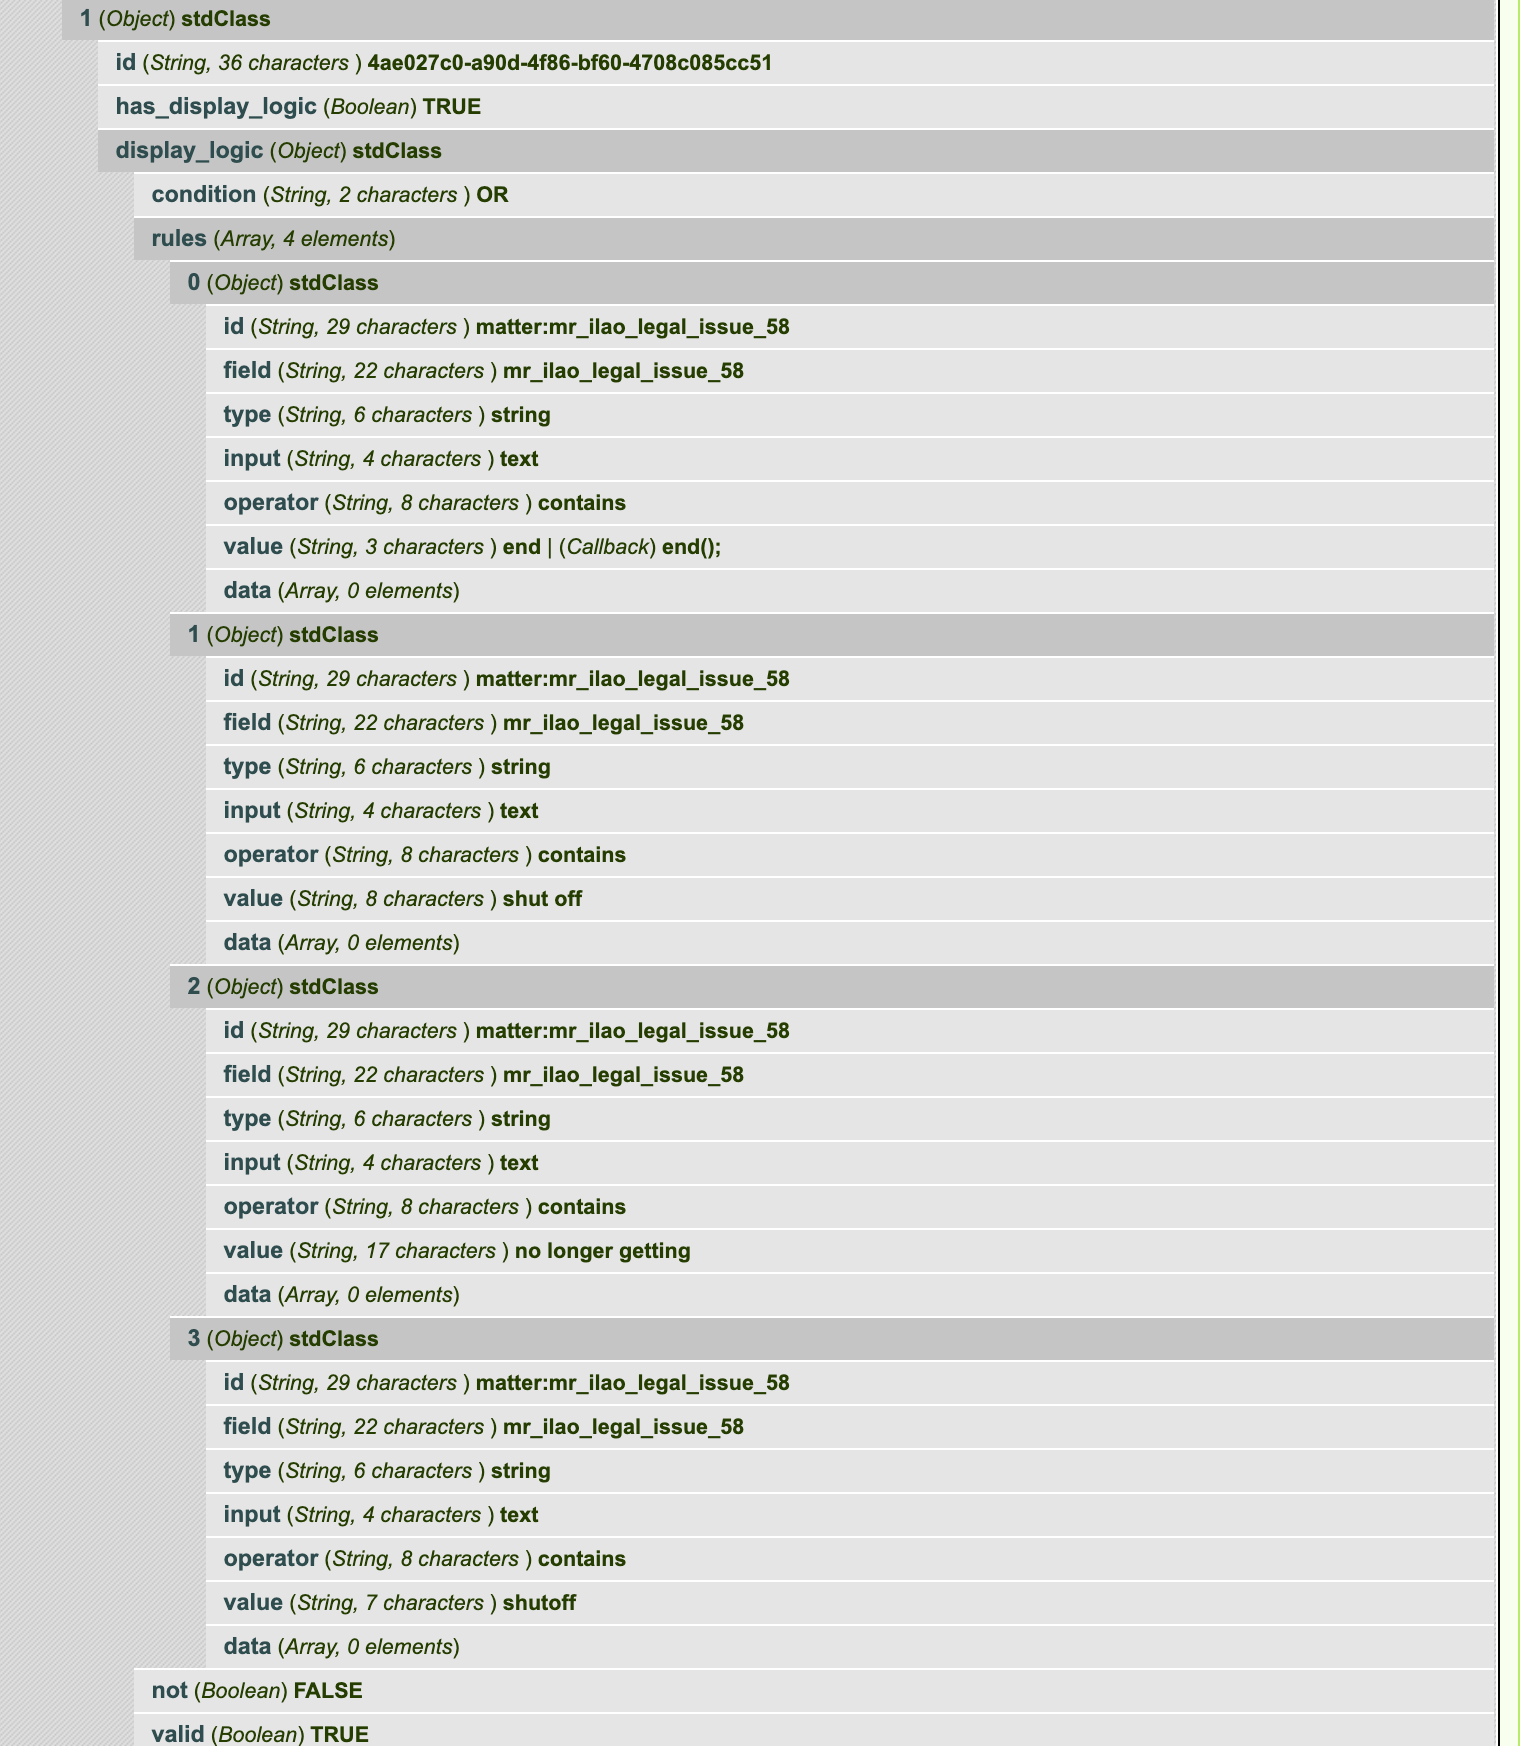 1 (Object) stdClass
id (String, 36 characters ) 4ae027c0-a90d-4f86-bf60-4708c085cc51
has_display_logic (Boolean) TRUE
display_logic (Object) stdClass
condition (String, 2 characters ) OR
rules (Array, 4 elements)
0 (Object) stdClass
id (String, 29 characters ) matter:mr_ilao_legal_issue_58
field (String, 22 characters ) mr_ilao_legal_issue_58
type (String, 6 characters ) string
input (String, 4 characters ) text
operator (String, 8 characters ) contains
value (String, 3 characters ) end | (Callback) end();
data (Array, 0 elements)
1 (Object) stdClass
id (String, 29 characters ) matter:mr_ilao_legal_issue_58
field (String, 22 characters ) mr_ilao_legal_issue_58
type (String, 6 characters ) string
input (String, 4 characters ) text
operator (String, 8 characters ) contains
value (String, 8 characters ) shut off
data (Array, 0 elements)
2 (Object) stdClass
id (String, 29 characters ) matter:mr_ilao_legal_issue_58
field (String, 22 characters ) mr_ilao_legal_issue_58
type (String, 6 characters ) string
input (String, 4 characters ) text
operator (String, 8 characters ) contains
value (String, 17 characters ) no longer getting
data (Array, 0 elements)
3 (Object) stdClass
id (String, 29 characters ) matter:mr_ilao_legal_issue_58
field (String, 22 characters ) mr_ilao_legal_issue_58
type (String, 6 characters ) string
input (String, 4 characters ) text
operator (String, 8 characters ) contains
value (String, 7 characters ) shutoff
data (Array, 0 elements)
not (Boolean) FALSE
valid (Boolean) TRUE